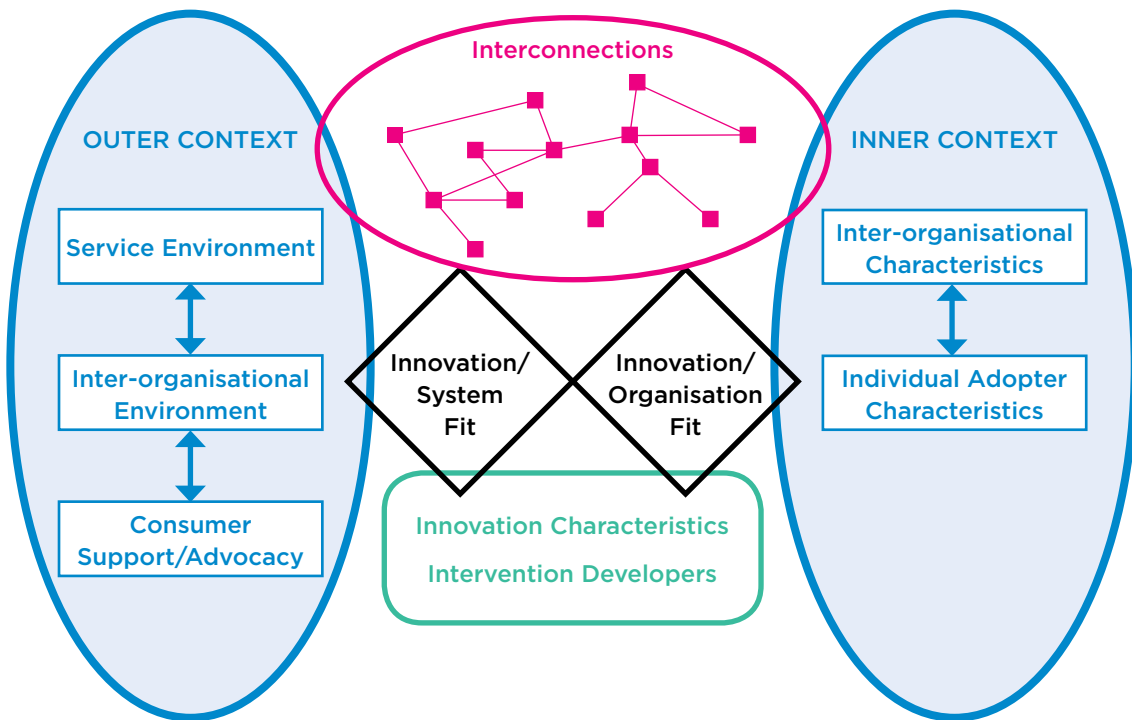 Interconnections
OUTER CONTEXT
Service Environment
Inter-organisational
Environment
Consumer
Support/Advocacy
Innovation/
System
Fit
Innovation/
Organisation
Fit
Innovation Characteristics
Intervention Developers
INNER CONTEXT
Inter-organisational
Characteristics
Individual Adopter
Characteristics